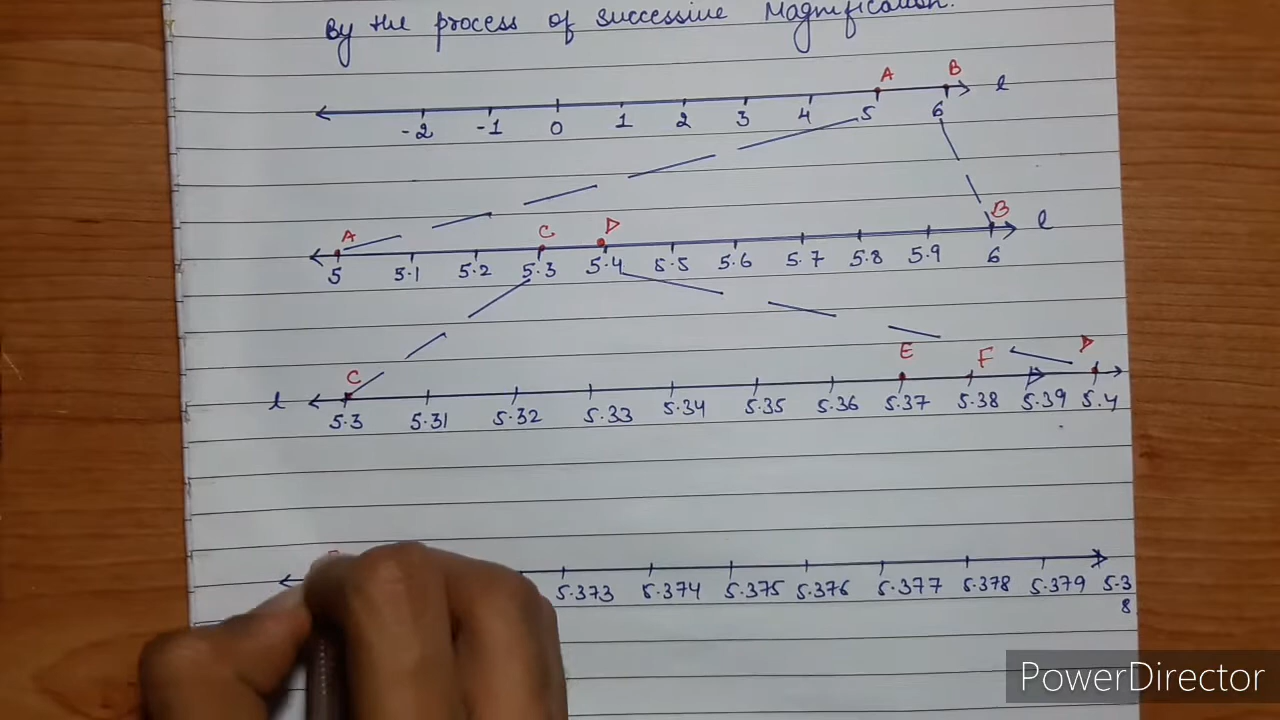 By the process of successive Magnification.
A B
l
-2 -1 0 1 2 3 4 5 6
A C D B
l
5 5.1 5.2 5.3 5.4 5.5 5.6 5.7 5.8 5.9 6
C E F D
l
5.3 5.31 5.32 5.33 5.34 5.35 5.36 5.37 5.38 5.39 5.4
5.373 5.374 5.375 5.376 5.377 5.378 5.379 5.3
8
PowerDirector